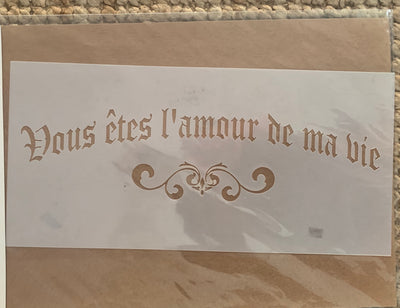 Vous êtes l'amour de ma vie